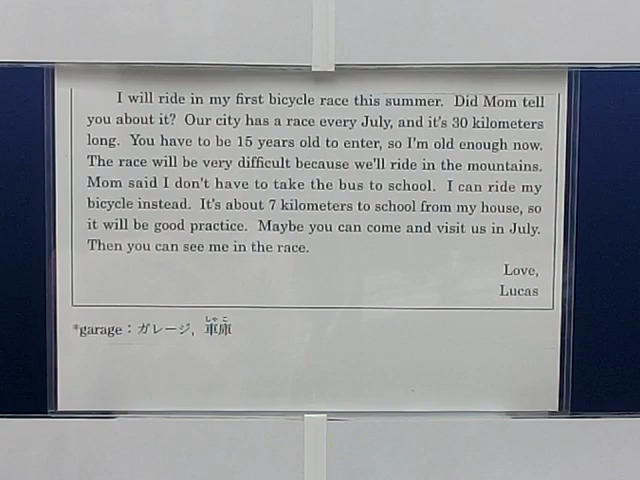 I will ride in my first bicycle race this summer. Did Mom tell
you about it? Our city has a race every July, and it's 30 kilometers
long. You have to be 15 years old to enter, so I'm old enough now.
The race will be very difficult because we'll ride in the mountains.
Mom said I don't have to take the bus to school. I can ride my
bicycle instead. It's about 7 kilometers to school from my house, so
it will be good practice. Maybe you can come and visit us in July.
Then you can see me in the race.
Love,
Lucas
しゃ こ
*garage：ガレージ, 車庫